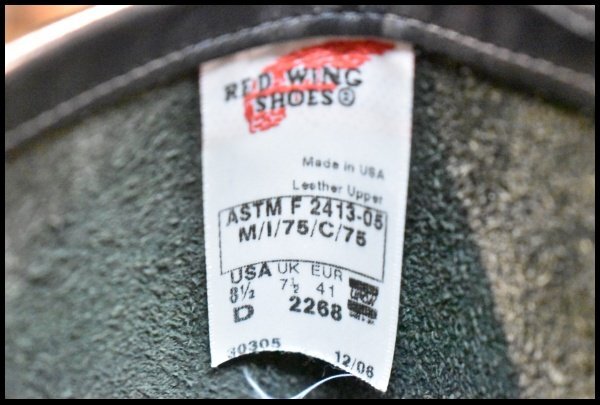 RED WING
SHOES®
Made in USA
Leather Upper
ASTM F 2413-05
M/I/75/C/75
USA UK EUR
8½ 7½ 41
D 2268
30305 12/08